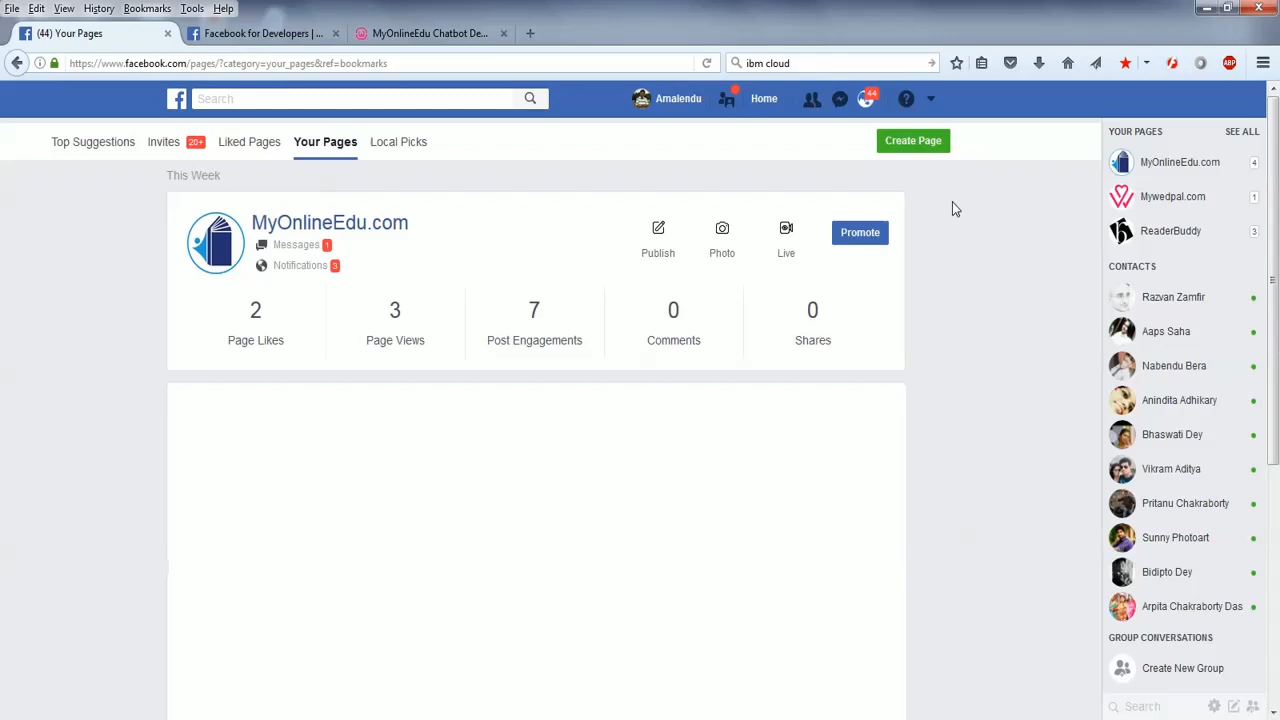 File Edit View History Bookmarks Tools Help
(44) Your Pages
Facebook for Developers | ...
MyOnlineEdu Chatbot De...
https://www.facebook.com/pages/?category=your_pages&ref=bookmarks
ibm cloud
ABP
Search
Amalendu
Home
44
Top Suggestions
Invites 20+
Liked Pages
Your Pages
Local Picks
Create Page
This Week
MyOnlineEdu.com
Messages 1
Notifications 3
Publish
Photo
Live
Promote
2 3 7 0 0
Page Likes Page Views Post Engagements Comments Shares
YOUR PAGES SEE ALL
MyOnlineEdu.com 4
Mywedpal.com 1
ReaderBuddy 3
CONTACTS
Razvan Zamfir
Aaps Saha
Nabendu Bera
Anindita Adhikary
Bhaswati Dey
Vikram Aditya
Pritanu Chakraborty
Sunny Photoart
Bidipto Dey
Arpita Chakraborty Das
GROUP CONVERSATIONS
Create New Group
Search